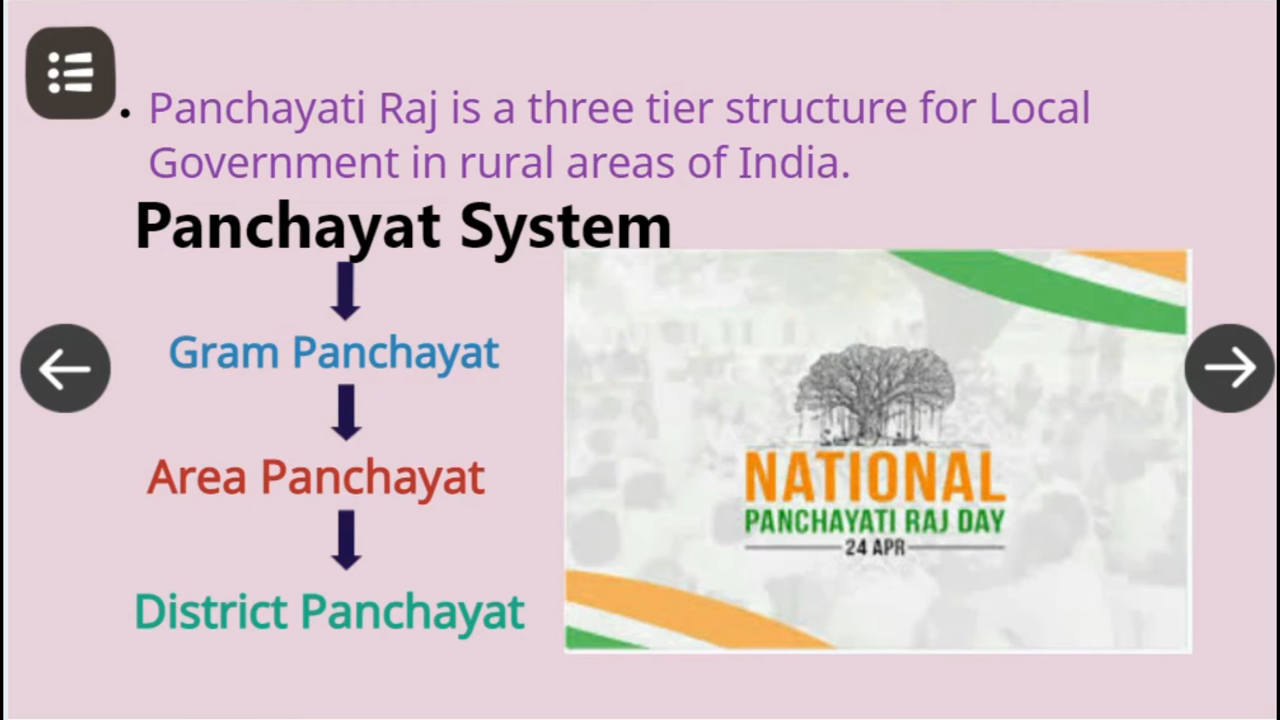 • Panchayati Raj is a three tier structure for Local
Government in rural areas of India.
Panchayat System
Gram Panchayat
Area Panchayat
District Panchayat
NATIONAL
PANCHAYATI RAJ DAY
24 APR